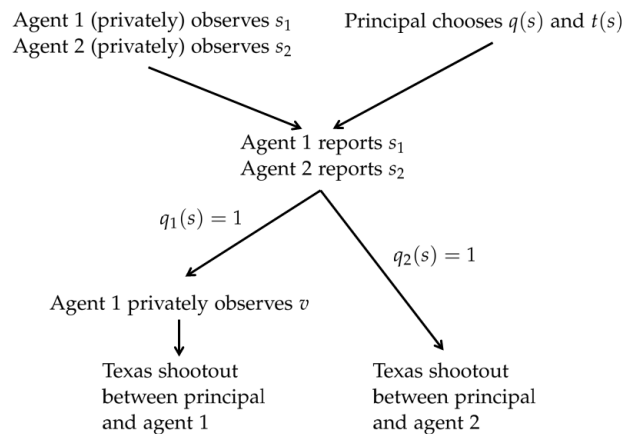 Agent 1 (privately) observes s₁
Agent 2 (privately) observes s₂
Principal chooses q(s) and t(s)
Agent 1 reports s₁
Agent 2 reports s₂
q₁(s) = 1
q₂(s) = 1
Agent 1 privately observes v
Texas shootout
between principal
and agent 1
Texas shootout
between principal
and agent 2